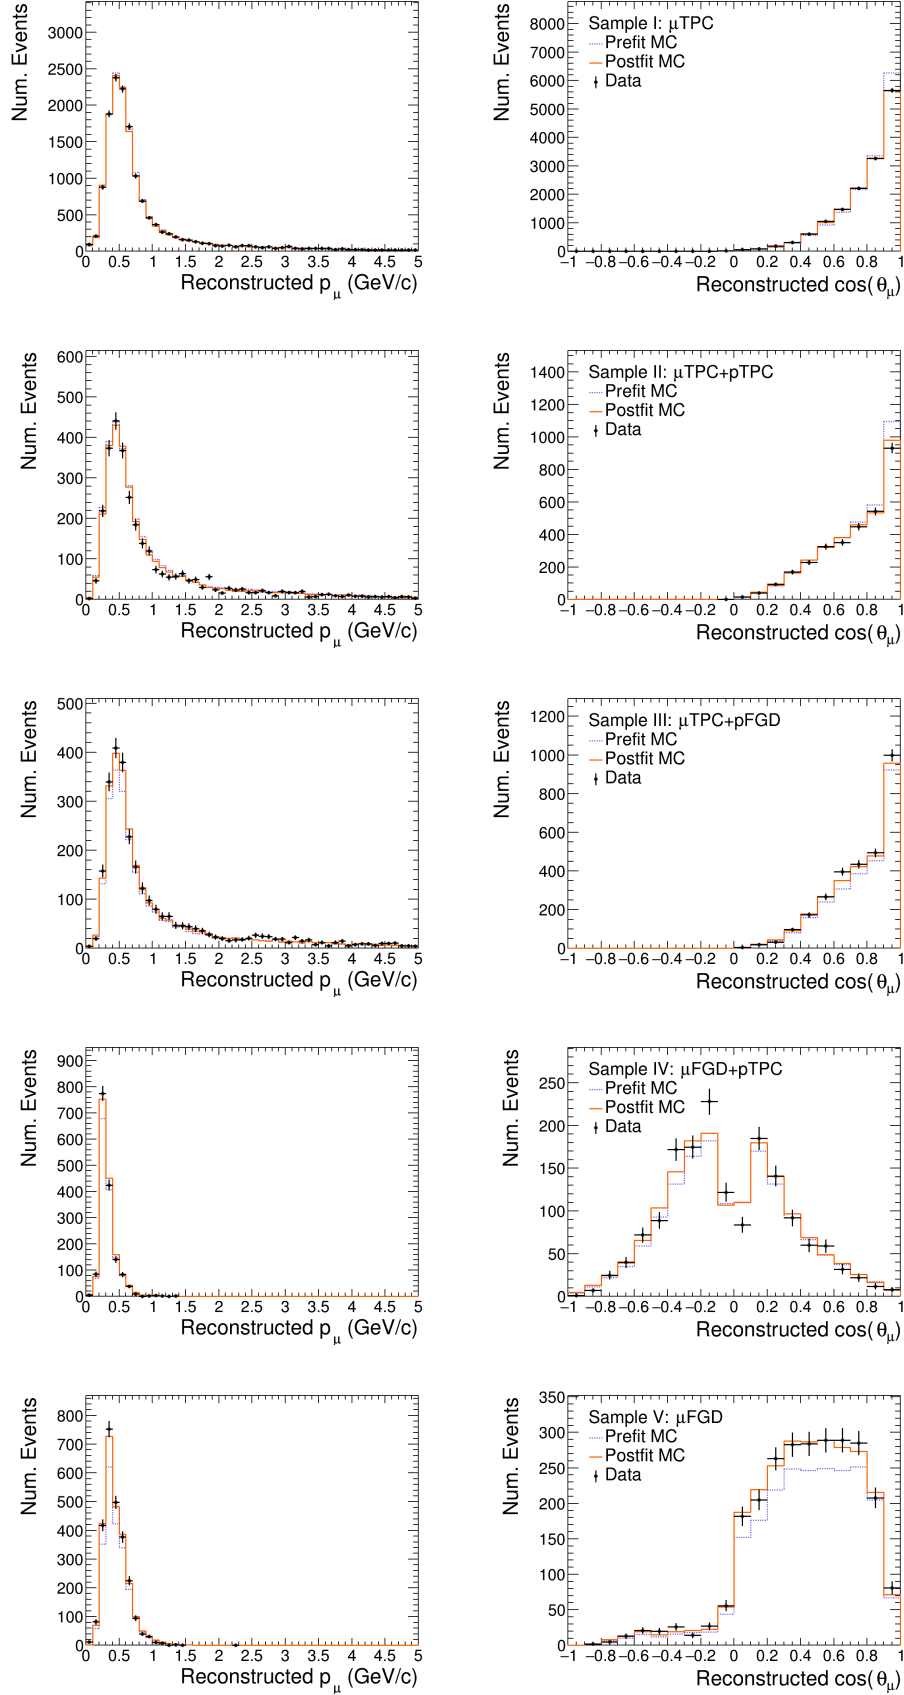 Num. Events
3000
2500
2000
1500
1000
500
0
0 0.5 1 1.5 2 2.5 3 3.5 4 4.5 5
Reconstructed pμ (GeV/c)
Num. Events
8000
7000
6000
5000
4000
3000
2000
1000
0
Sample I: μTPC
Prefit MC
Postfit MC
Data
−1 −0.8 −0.6 −0.4 −0.2 0 0.2 0.4 0.6 0.8 1
Reconstructed cos(θμ)
Num. Events
600
500
400
300
200
100
0
0 0.5 1 1.5 2 2.5 3 3.5 4 4.5 5
Reconstructed pμ (GeV/c)
Num. Events
1400
1200
1000
800
600
400
200
0
Sample II: μTPC+pTPC
Prefit MC
Postfit MC
Data
−1 −0.8 −0.6 −0.4 −0.2 0 0.2 0.4 0.6 0.8 1
Reconstructed cos(θμ)
Num. Events
500
400
300
200
100
0
0 0.5 1 1.5 2 2.5 3 3.5 4 4.5 5
Reconstructed pμ (GeV/c)
Num. Events
1200
1000
800
600
400
200
0
Sample III: μTPC+pFGD
Prefit MC
Postfit MC
Data
−1 −0.8 −0.6 −0.4 −0.2 0 0.2 0.4 0.6 0.8 1
Reconstructed cos(θμ)
Num. Events
900
800
700
600
500
400
300
200
100
0
0 0.5 1 1.5 2 2.5 3 3.5 4 4.5 5
Reconstructed pμ (GeV/c)
Num. Events
250
200
150
100
50
0
Sample IV: μFGD+pTPC
Prefit MC
Postfit MC
Data
−1 −0.8 −0.6 −0.4 −0.2 0 0.2 0.4 0.6 0.8 1
Reconstructed cos(θμ)
Num. Events
800
700
600
500
400
300
200
100
0
0 0.5 1 1.5 2 2.5 3 3.5 4 4.5 5
Reconstructed pμ (GeV/c)
Num. Events
350
300
250
200
150
100
50
0
Sample V: μFGD
Prefit MC
Postfit MC
Data
−1 −0.8 −0.6 −0.4 −0.2 0 0.2 0.4 0.6 0.8 1
Reconstructed cos(θμ)